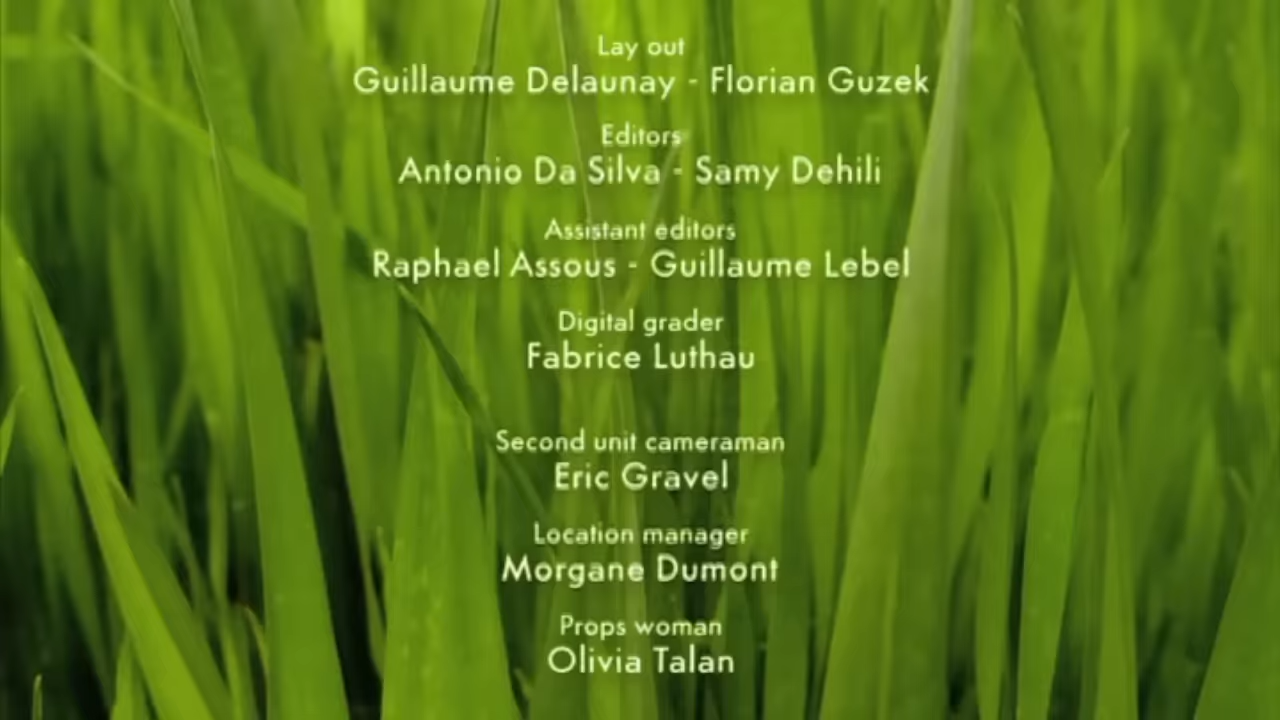 Lay out
Guillaume Delaunay - Florian Guzek
Editors
Antonio Da Silva - Samy Dehili
Assistant editors
Raphael Assous - Guillaume Lebel
Digital grader
Fabrice Luthau
Second unit cameraman
Eric Gravel
Location manager
Morgane Dumont
Props woman
Olivia Talan